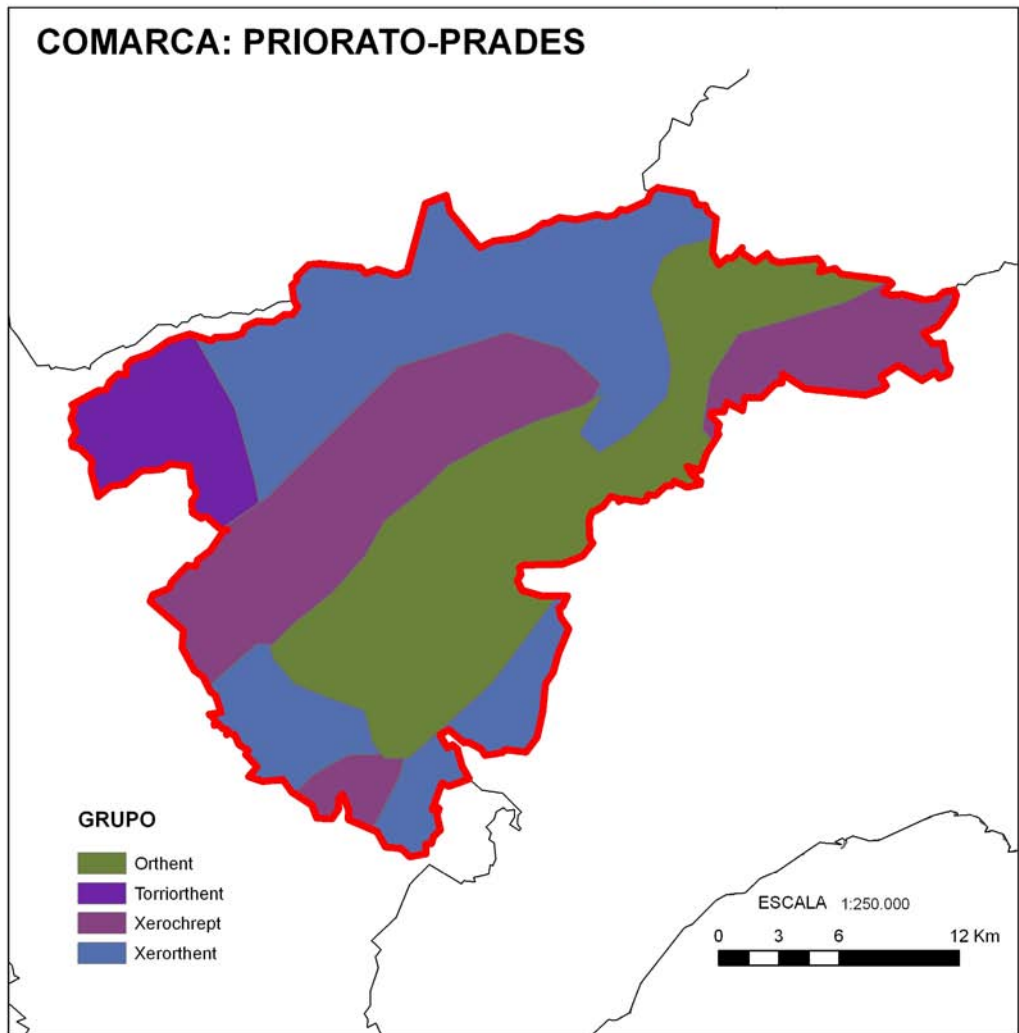 COMARCA: PRIORATO-PRADES
GRUPO
Orthent
Torriorthent
Xerochrept
Xerorthent
ESCALA 1:250.000
0 3 6 12 Km